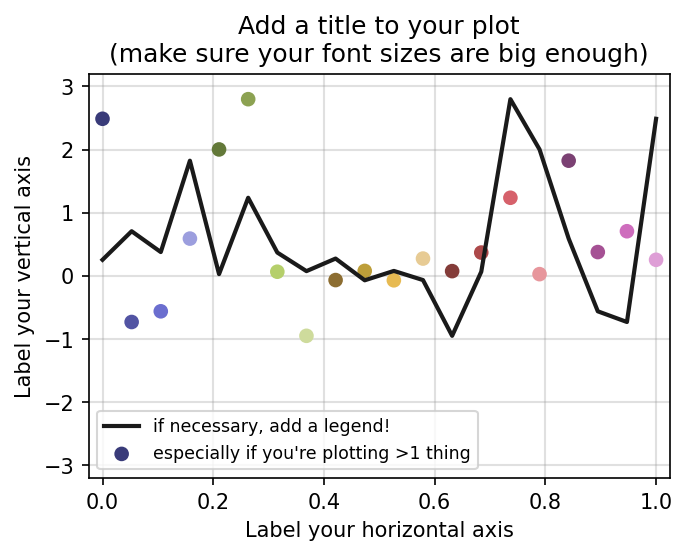 Add a title to your plot
(make sure your font sizes are big enough)
3
2
1
0
−1
−2
−3
Label your vertical axis
if necessary, add a legend!
especially if you're plotting >1 thing
0.0 0.2 0.4 0.6 0.8 1.0
Label your horizontal axis